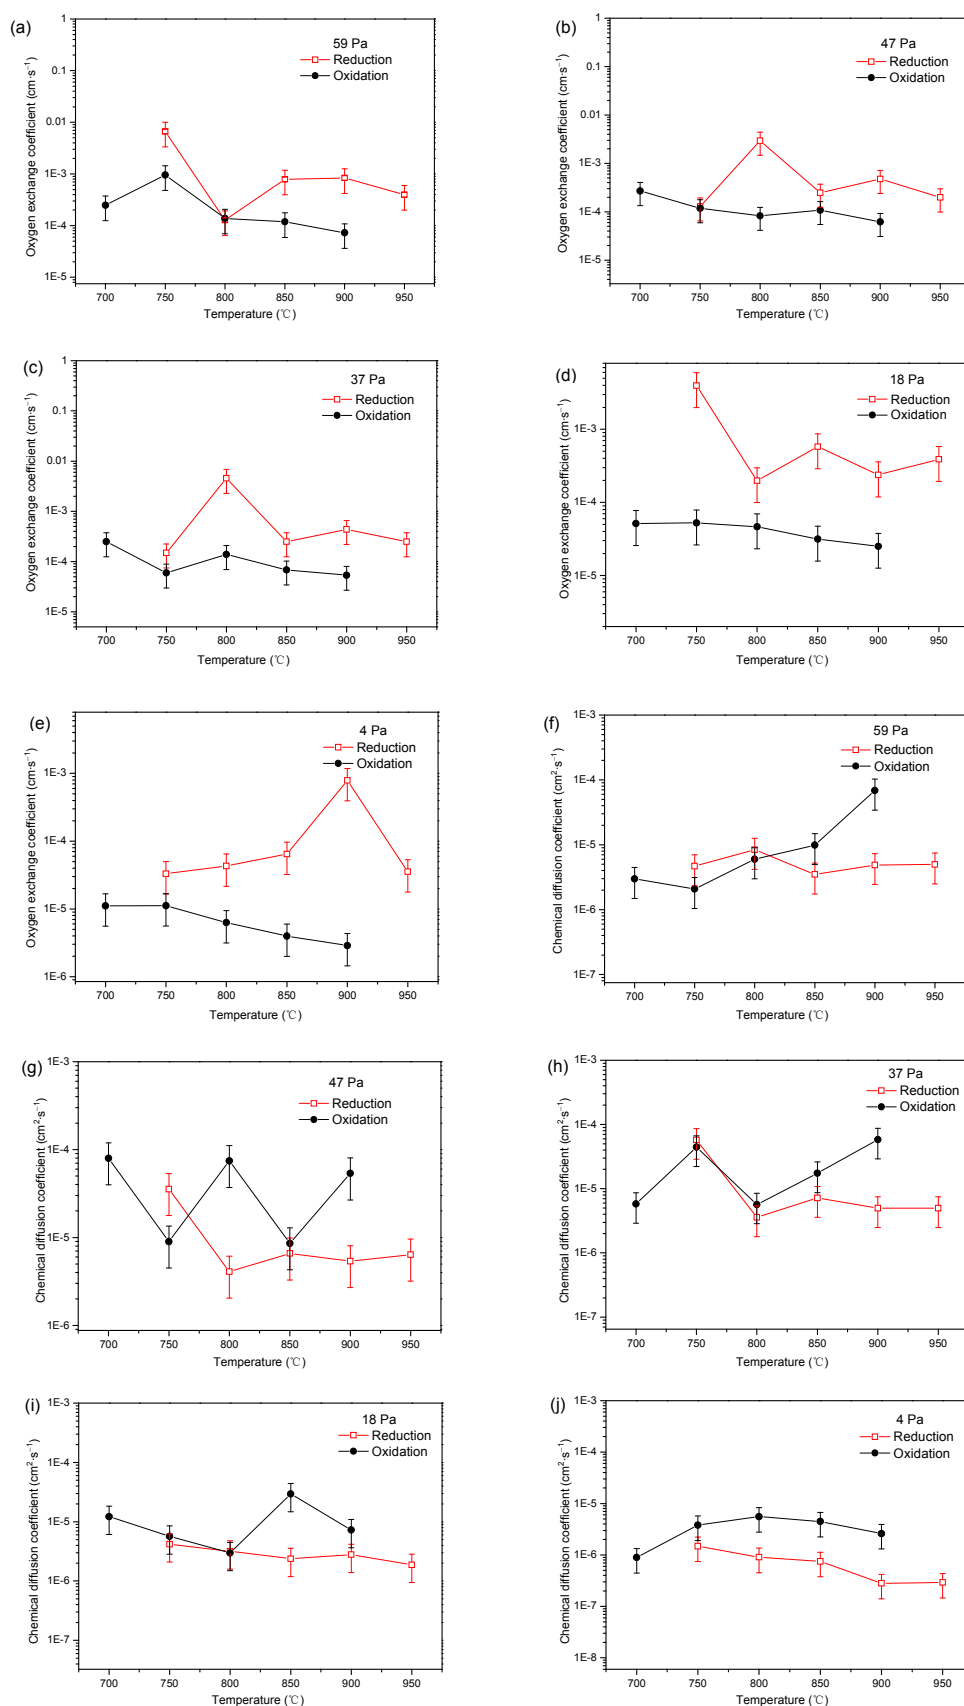 (a)
59 Pa
Reduction
Oxidation
Oxygen exchange coefficient (cm·s⁻¹)
1
0.1
0.01
1E-3
1E-4
1E-5
700 750 800 850 900 950
Temperature (℃)
(b)
47 Pa
Reduction
Oxidation
Oxygen exchange coefficient (cm·s⁻¹)
1
0.1
0.01
1E-3
1E-4
1E-5
700 750 800 850 900 950
Temperature (℃)
(c)
37 Pa
Reduction
Oxidation
Oxygen exchange coefficient (cm·s⁻¹)
1
0.1
0.01
1E-3
1E-4
1E-5
700 750 800 850 900 950
Temperature (℃)
(d)
18 Pa
Reduction
Oxidation
Oxygen exchange coefficient (cm·s⁻¹)
1E-3
1E-4
1E-5
700 750 800 850 900 950
Temperature (℃)
(e)
4 Pa
Reduction
Oxidation
Oxygen exchange coefficient (cm·s⁻¹)
1E-3
1E-4
1E-5
1E-6
700 750 800 850 900 950
Temperature (℃)
(f)
59 Pa
Reduction
Oxidation
Chemical diffusion coefficient (cm²·s⁻¹)
1E-3
1E-4
1E-5
1E-6
1E-7
700 750 800 850 900 950
Temperature (℃)
(g)
47 Pa
Reduction
Oxidation
Chemical diffusion coefficient (cm²·s⁻¹)
1E-3
1E-4
1E-5
1E-6
700 750 800 850 900 950
Temperature (℃)
(h)
37 Pa
Reduction
Oxidation
Chemical diffusion coefficient (cm²·s⁻¹)
1E-3
1E-4
1E-5
1E-6
1E-7
700 750 800 850 900 950
Temperature (℃)
(i)
18 Pa
Reduction
Oxidation
Chemical diffusion coefficient (cm²·s⁻¹)
1E-3
1E-4
1E-5
1E-6
1E-7
700 750 800 850 900 950
Temperature (℃)
(j)
4 Pa
Reduction
Oxidation
Chemical diffusion coefficient (cm²·s⁻¹)
1E-3
1E-4
1E-5
1E-6
1E-7
1E-8
700 750 800 850 900 950
Temperature (℃)